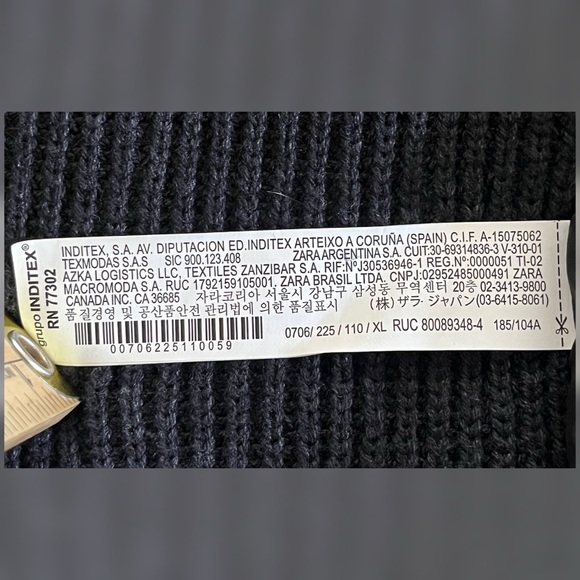 grupo INDITEX®
RN 77302
INDITEX, S.A. AV. DIPUTACION ED.INDITEX ARTEIXO A CORUÑA (SPAIN) C.I.F. A-15075062
TEXMODAS S.A.S SIC 900.123.408 ZARA ARGENTINA S.A. CUIT:30-69314836-3 V-310-01
AZKA LOGISTICS LLC, TEXTILES ZANZIBAR S.A. RIF:NºJ30536946-1 REG.Nº:0000051 TI-02
MACROMODA S.A. RUC 1792159105001. ZARA BRASIL LTDA. CNPJ:02952485000491 ZARA
CANADA INC. CA 36685 자라코리아 서울시 강남구 삼성동 무역센터 20층 02-3413-9800
품질경영 및 공산품안전 관리법에 의한 품질표시 (株) ザラ・ジャパン (03-6415-8061)
0706/ 225 / 110 / XL RUC 80089348-4 185/104A
00706225110059